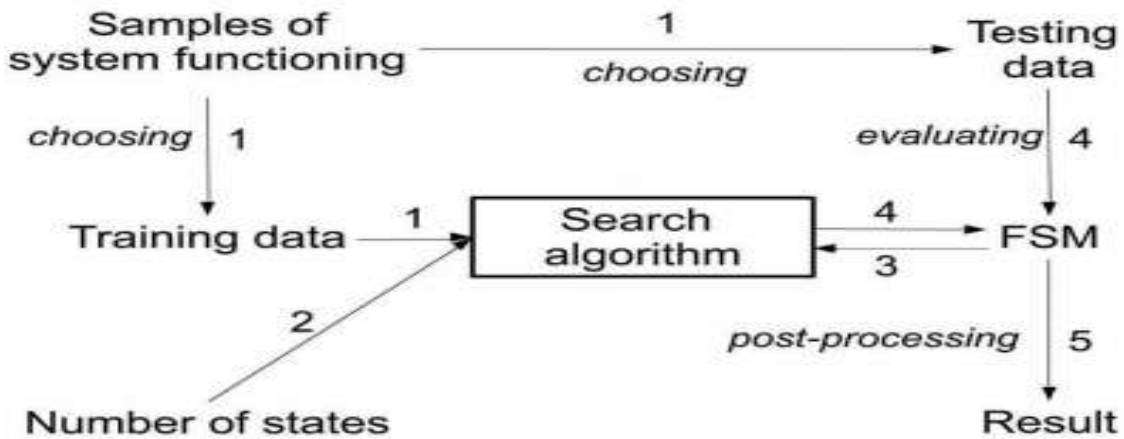 Samples of
system functioning
1
choosing
Testing
data
choosing
1
evaluating
4
Training data
1
Search
algorithm
4
3
FSM
2
post-processing
5
Number of states
Result